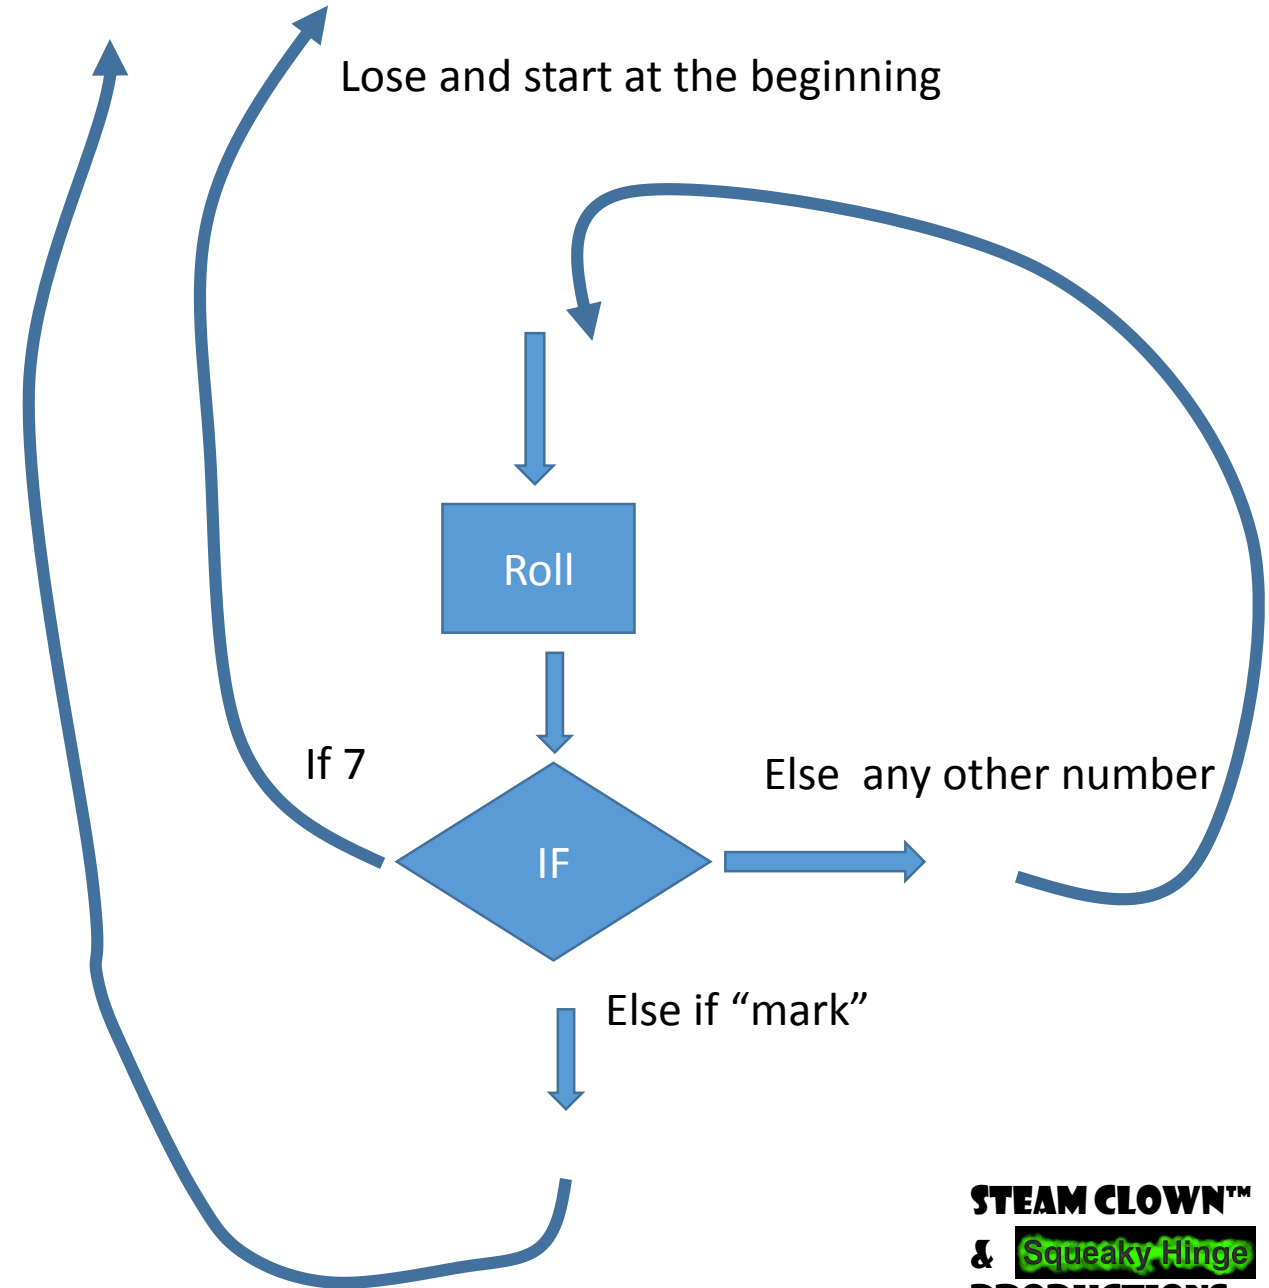 Lose and start at the beginning
Roll
If 7
Else  any other number
IF
Else if “mark”
STEAM CLOWN™
& Squeaky Hinge
PRODUCTIONS